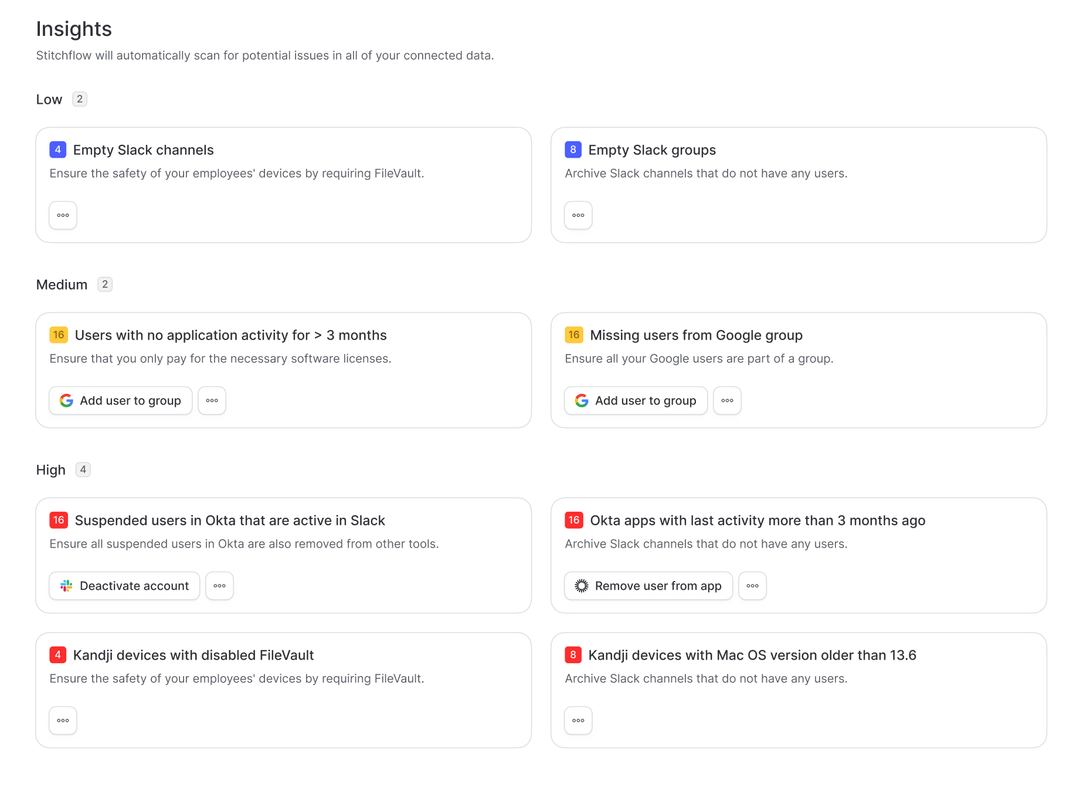 Insights
Stitchflow will automatically scan for potential issues in all of your connected data.
Low 2
4 Empty Slack channels
Ensure the safety of your employees' devices by requiring FileVault.
8 Empty Slack groups
Archive Slack channels that do not have any users.
Medium 2
16 Users with no application activity for > 3 months
Ensure that you only pay for the necessary software licenses.
Add user to group
16 Missing users from Google group
Ensure all your Google users are part of a group.
Add user to group
High 4
16 Suspended users in Okta that are active in Slack
Ensure all suspended users in Okta are also removed from other tools.
Deactivate account
16 Okta apps with last activity more than 3 months ago
Archive Slack channels that do not have any users.
Remove user from app
4 Kandji devices with disabled FileVault
Ensure the safety of your employees' devices by requiring FileVault.
8 Kandji devices with Mac OS version older than 13.6
Archive Slack channels that do not have any users.